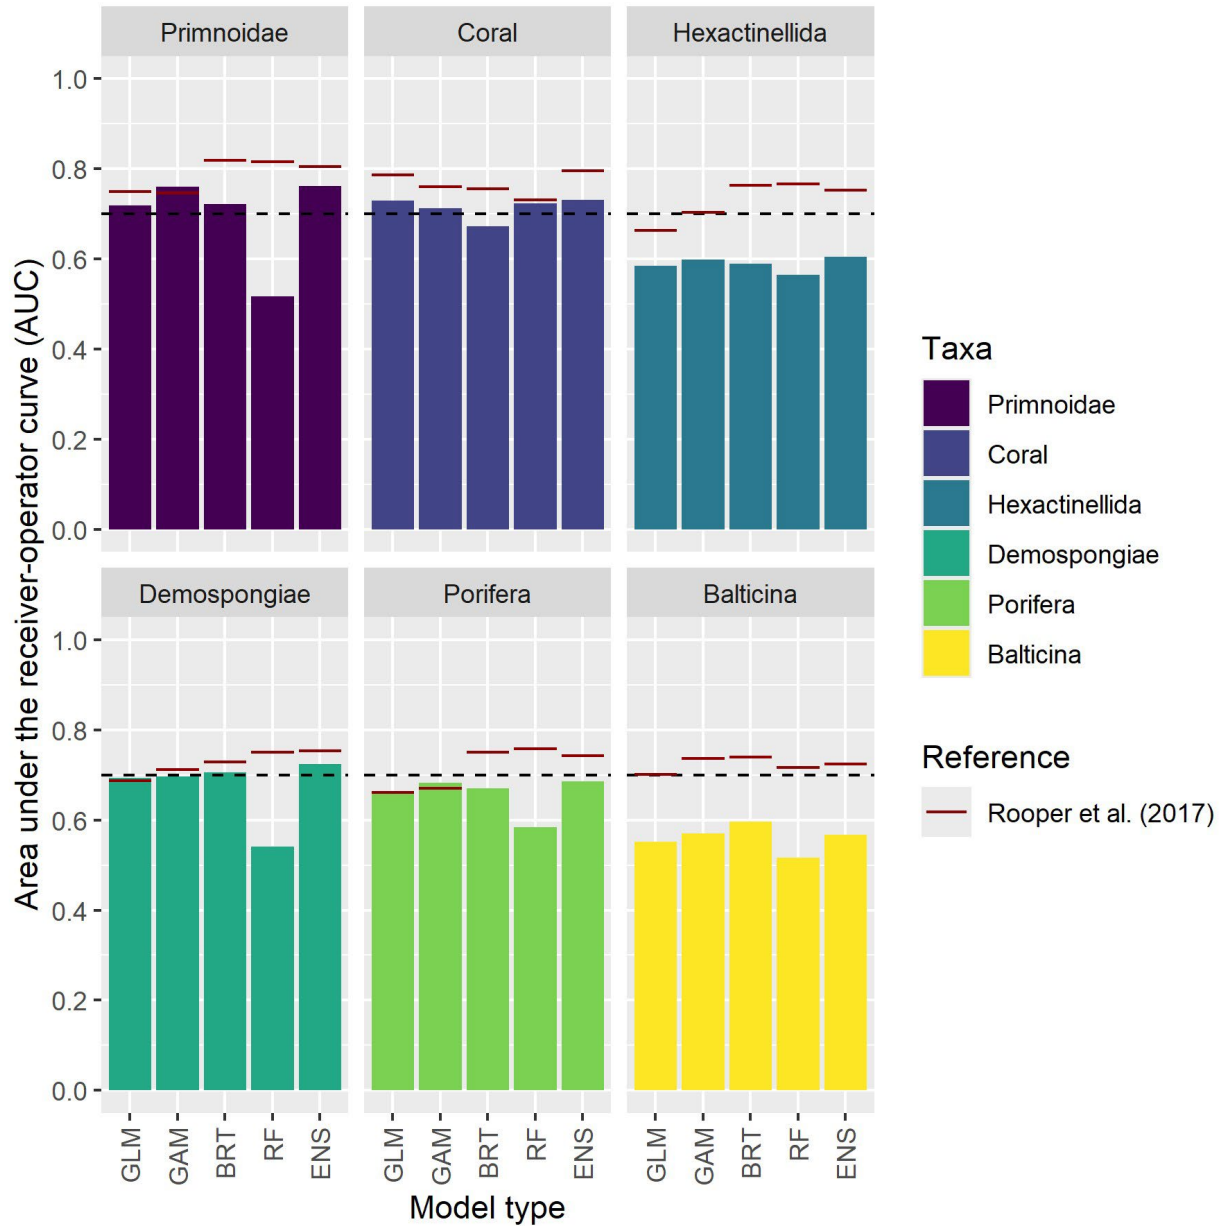 Primnoidae
Coral
Hexactinellida
1.0
0.8
0.6
0.4
0.2
0.0
Demospongiae
Porifera
Balticina
1.0
0.8
0.6
0.4
0.2
0.0
GLM
GAM
BRT
RF
ENS
GLM
GAM
BRT
RF
ENS
GLM
GAM
BRT
RF
ENS
Model type
Area under the receiver-operator curve (AUC)
Taxa
Primnoidae
Coral
Hexactinellida
Demospongiae
Porifera
Balticina
Reference
Rooper et al. (2017)